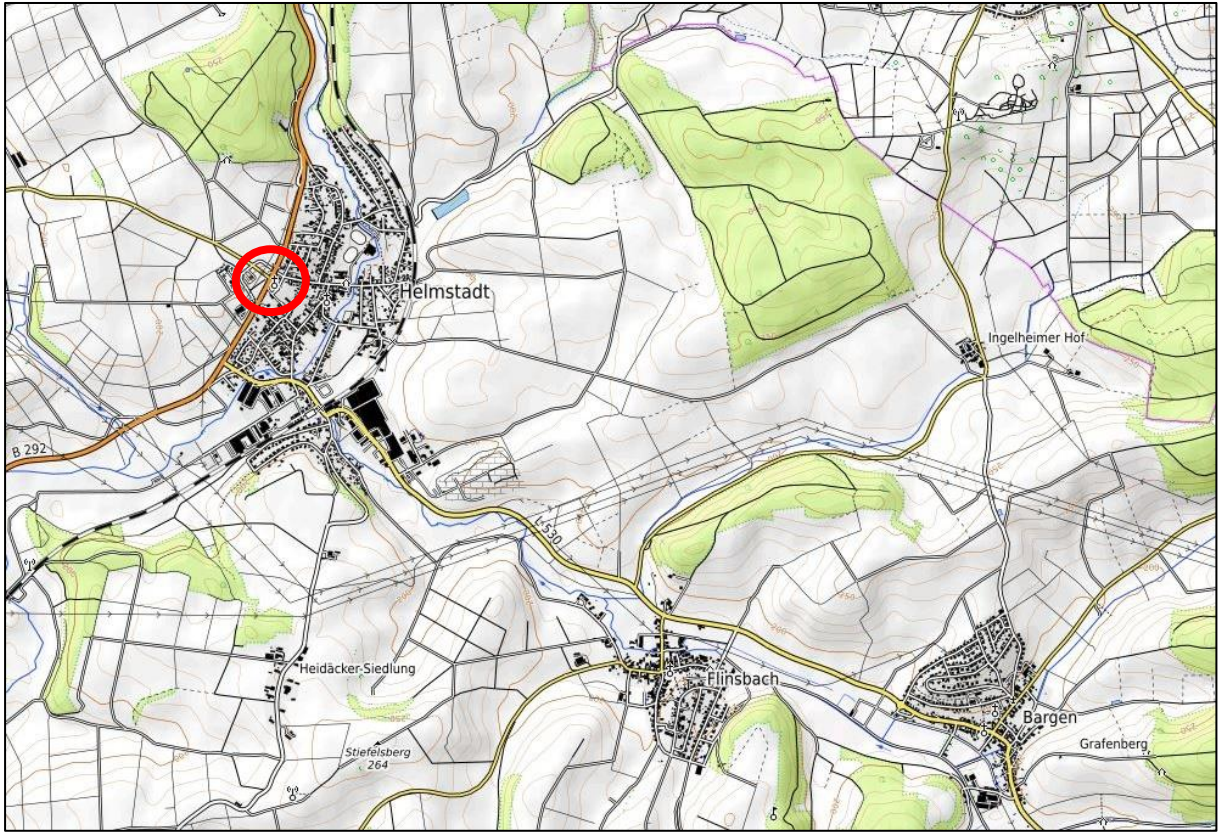 Helmstadt
Ingelheimer Hof
B 292
L 530
Heidäcker-Siedlung
Flinsbach
Bargen
Stiefelsberg
264
Grafenberg